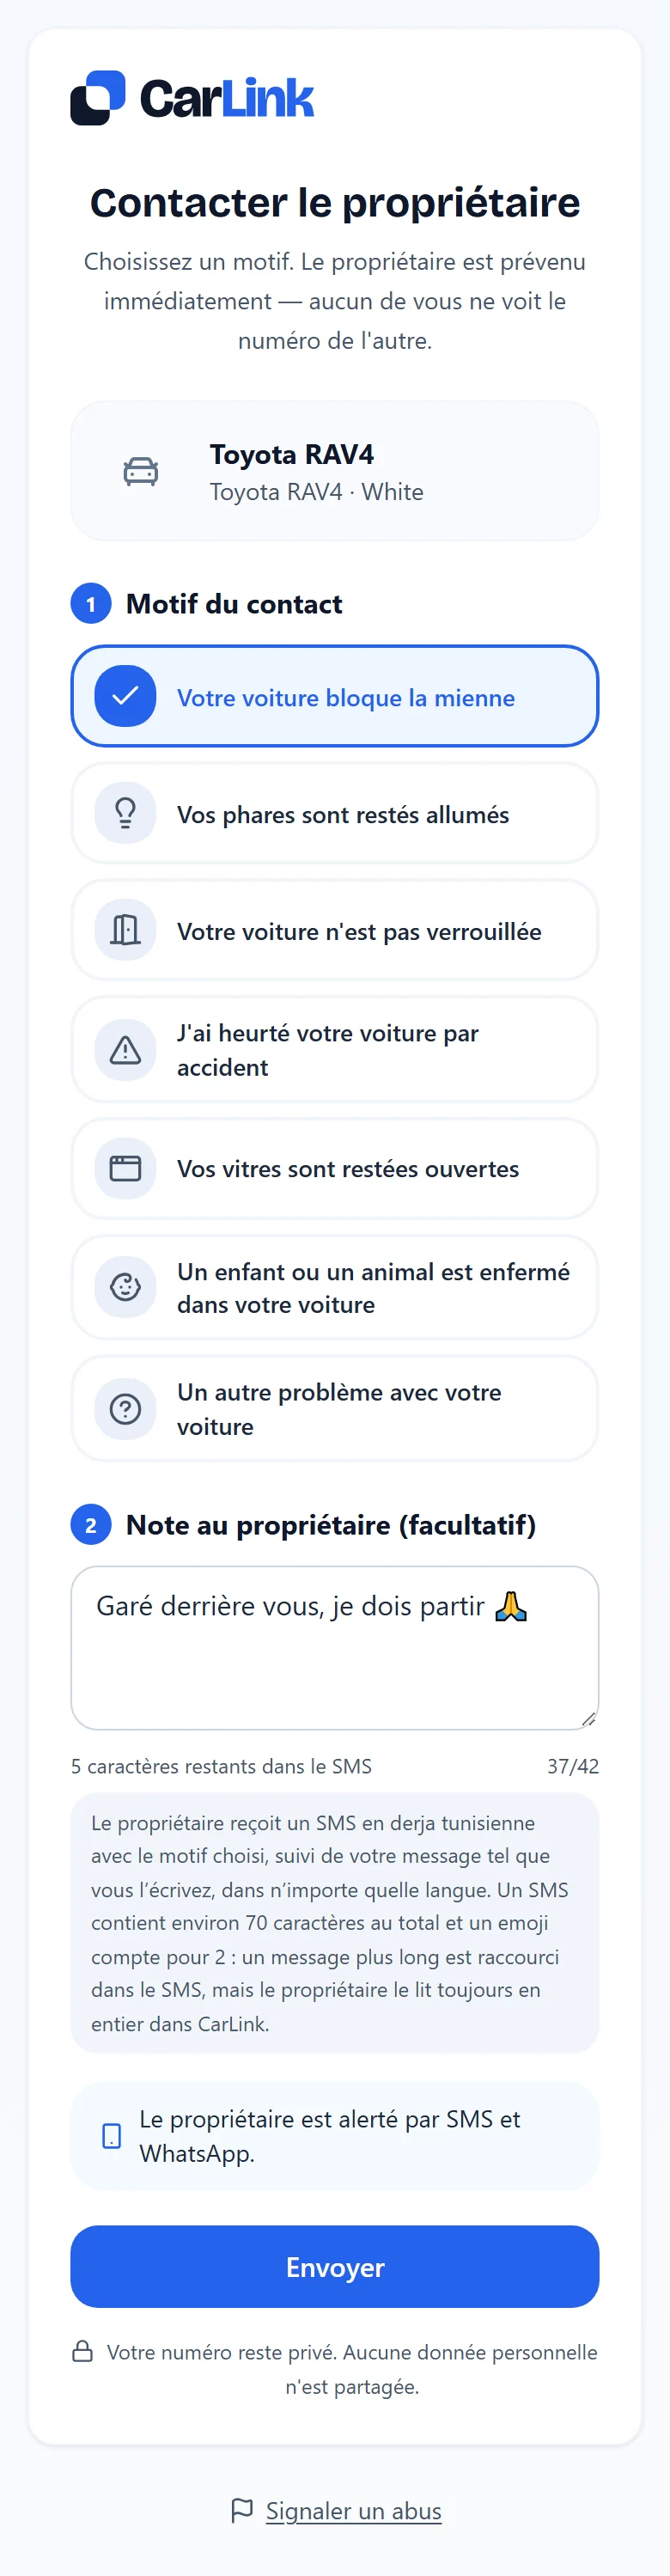 CarLink
Contacter le propriétaire
Choisissez un motif. Le propriétaire est prévenu
immédiatement — aucun de vous ne voit le
numéro de l'autre.
Toyota RAV4
Toyota RAV4 · White
1 Motif du contact
Votre voiture bloque la mienne
Vos phares sont restés allumés
Votre voiture n'est pas verrouillée
J'ai heurté votre voiture par
accident
Vos vitres sont restées ouvertes
Un enfant ou un animal est enfermé
dans votre voiture
Un autre problème avec votre
voiture
2 Note au propriétaire (facultatif)
Garé derrière vous, je dois partir 🙏
5 caractères restants dans le SMS 37/42
Le propriétaire reçoit un SMS en derja tunisienne
avec le motif choisi, suivi de votre message tel que
vous l’écrivez, dans n’importe quelle langue. Un SMS
contient environ 70 caractères au total et un emoji
compte pour 2 : un message plus long est raccourci
dans le SMS, mais le propriétaire le lit toujours en
entier dans CarLink.
Le propriétaire est alerté par SMS et
WhatsApp.
Envoyer
Votre numéro reste privé. Aucune donnée personnelle
n'est partagée.
Signaler un abus